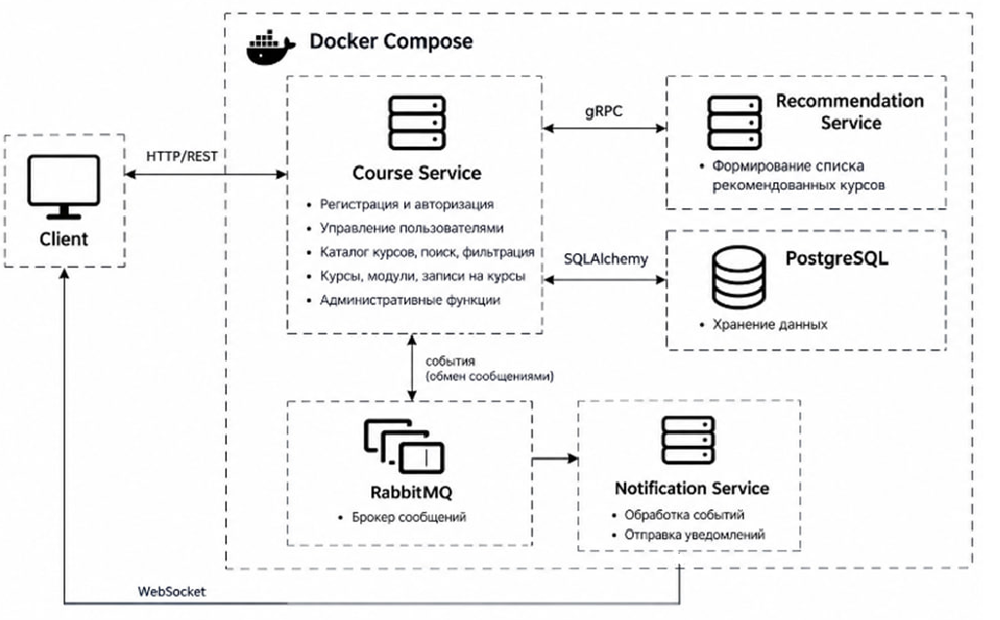 Docker Compose
Client
HTTP/REST
Course Service
• Регистрация и авторизация
• Управление пользователями
• Каталог курсов, поиск, фильтрация
• Курсы, модули, записи на курсы
• Административные функции
gRPC
Recommendation
Service
• Формирование списка
рекомендованных курсов
SQLAlchemy
PostgreSQL
• Хранение данных
события
(обмен сообщениями)
RabbitMQ
• Брокер сообщений
Notification Service
• Обработка событий
• Отправка уведомлений
WebSocket